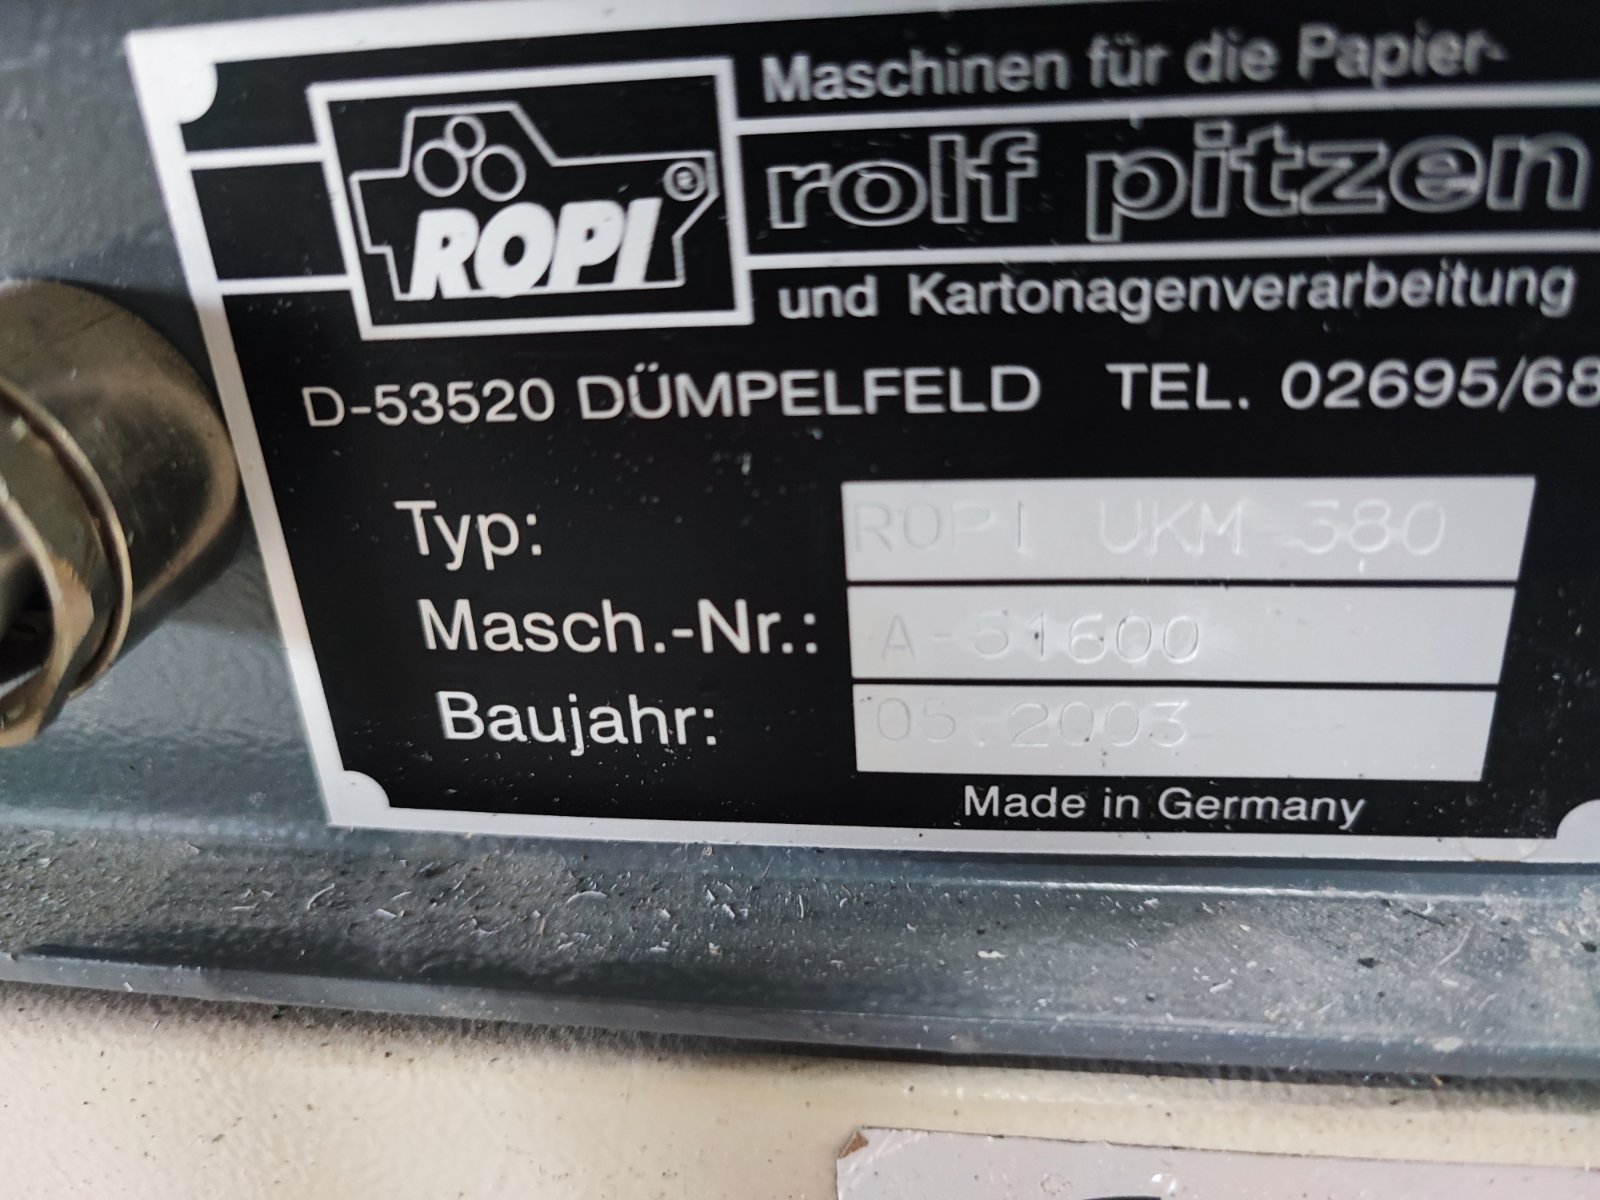 Maschinen für die Papier-
ROPI ®
rolf pitzen
und Kartonagenverarbeitung
D-53520 DÜMPELFELD TEL. 02695/68
Typ: ROPI UKM-380
Masch.-Nr.: A-51600
Baujahr: 05.2003
Made in Germany